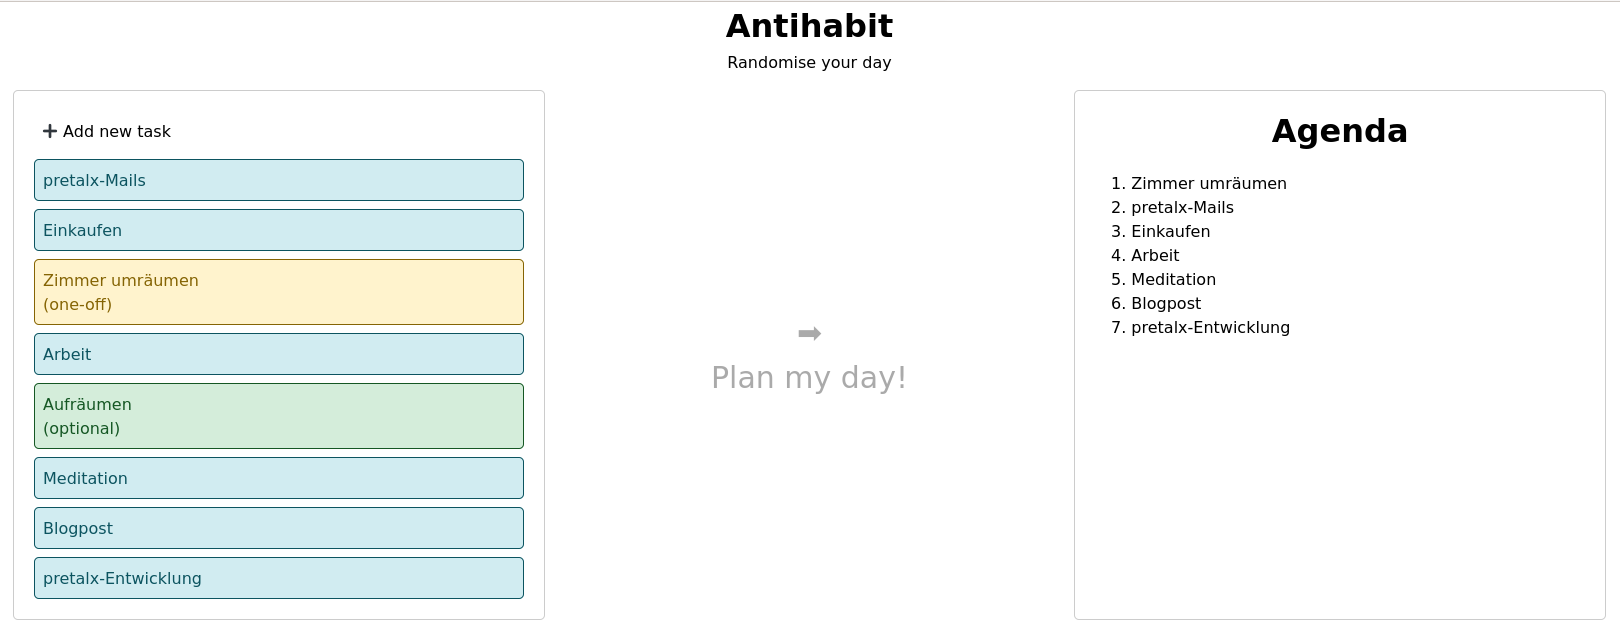 Antihabit
Randomise your day
Add new task
pretalx-Mails
Einkaufen
Zimmer umräumen
(one-off)
Arbeit
Aufräumen
(optional)
Meditation
Blogpost
pretalx-Entwicklung
➡
Plan my day!
Agenda
1. Zimmer umräumen
2. pretalx-Mails
3. Einkaufen
4. Arbeit
5. Meditation
6. Blogpost
7. pretalx-Entwicklung